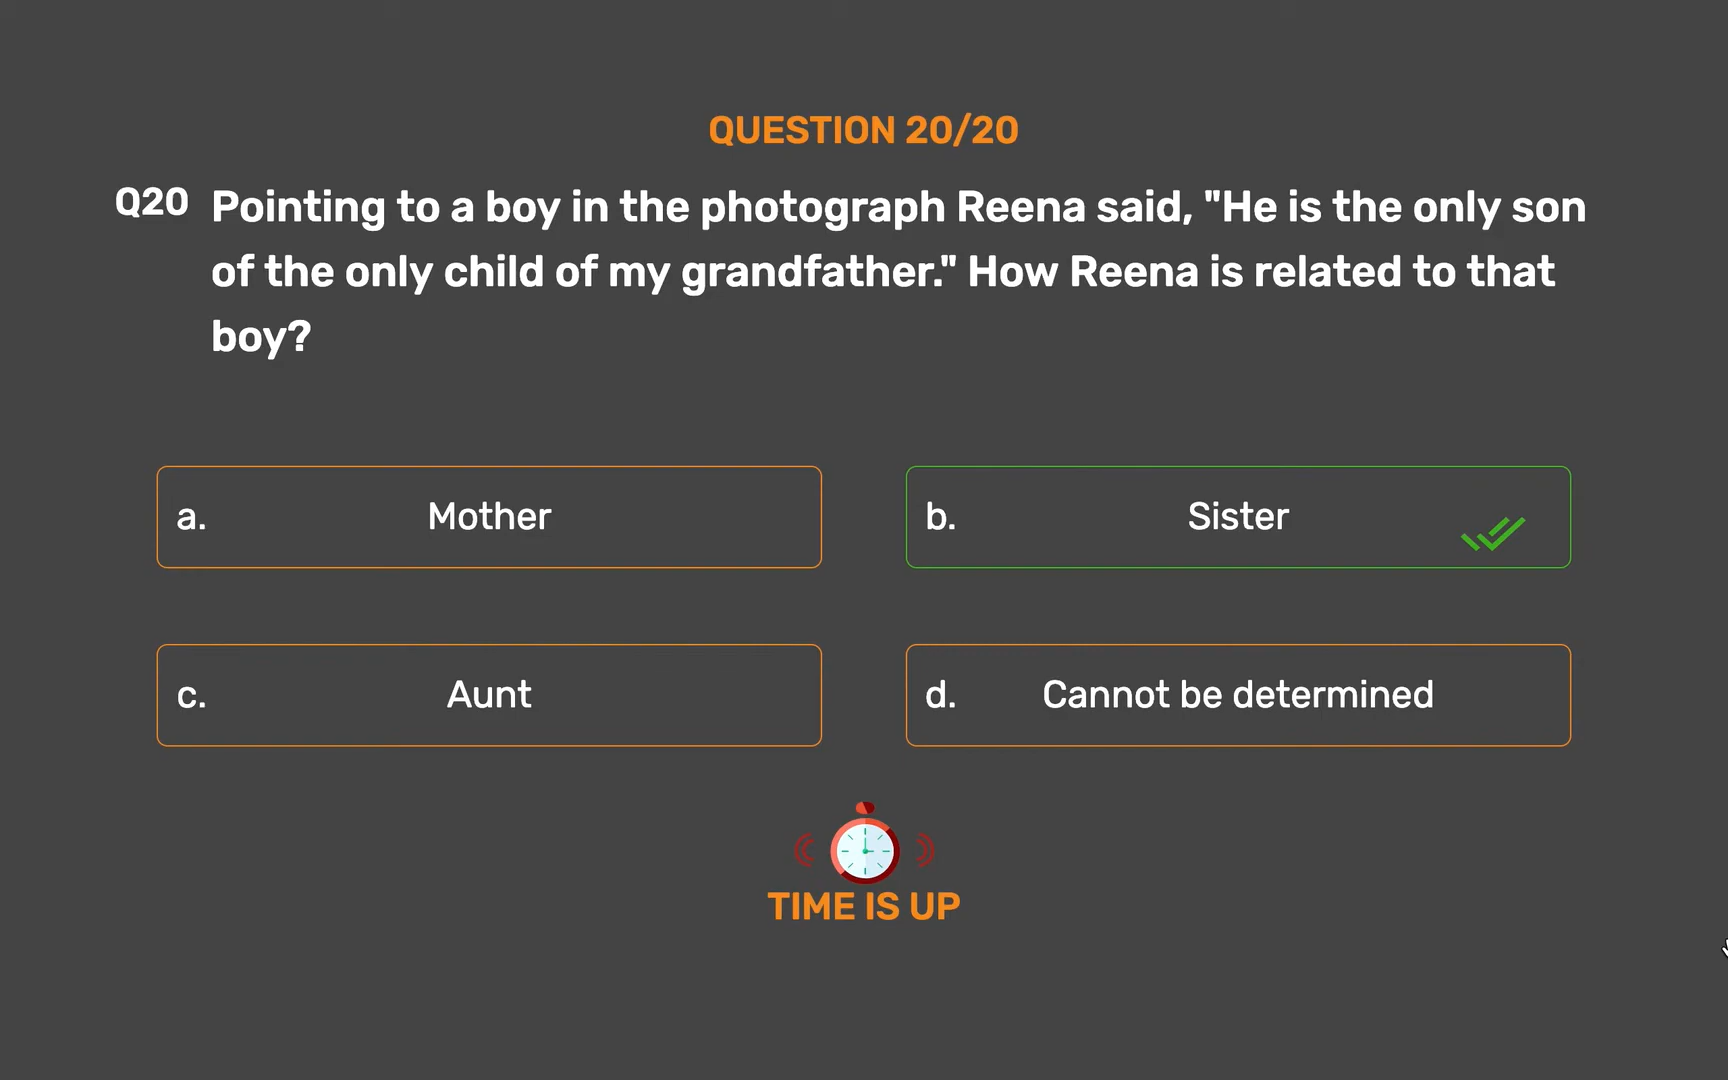 QUESTION 20/20
Q20 Pointing to a boy in the photograph Reena said, "He is the only son
of the only child of my grandfather." How Reena is related to that
boy?
a. Mother
b. Sister
c. Aunt
d. Cannot be determined
TIME IS UP